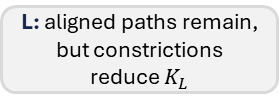 L: aligned paths remain,
but constrictions
reduce K_L